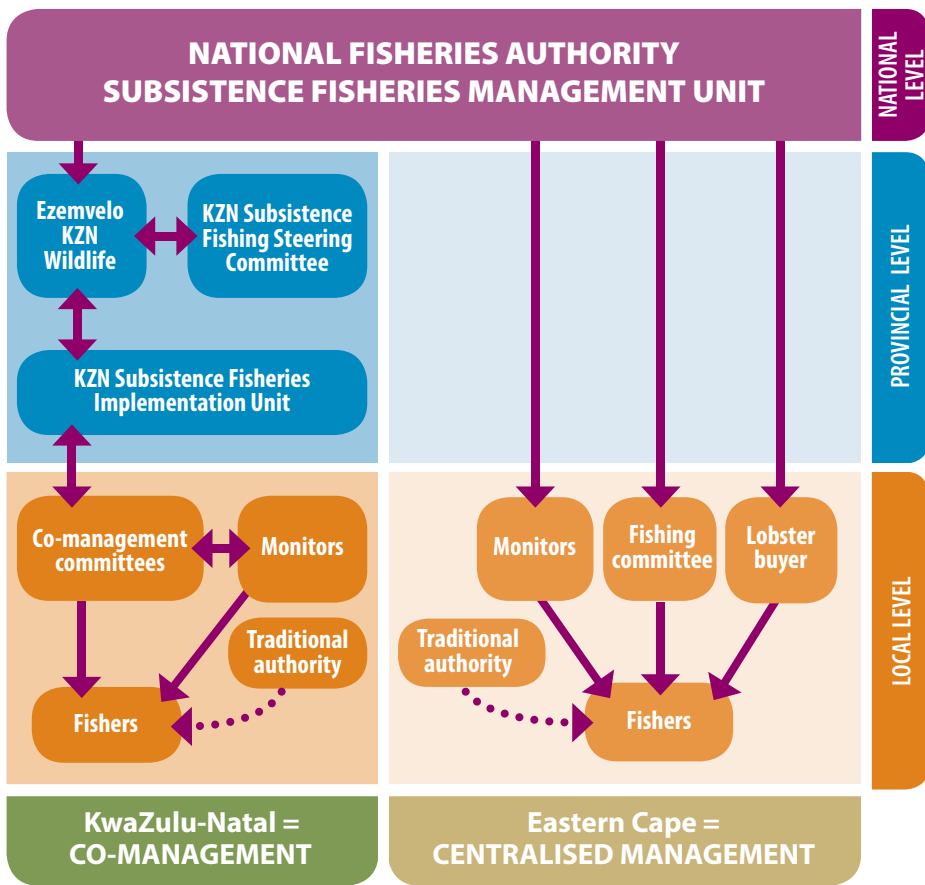 NATIONAL FISHERIES AUTHORITY
SUBSISTENCE FISHERIES MANAGEMENT UNIT
NATIONAL
LEVEL
Ezemvelo
KZN
Wildlife
KZN Subsistence
Fishing Steering
Committee
KZN Subsistence Fisheries
Implementation Unit
PROVINCIAL LEVEL
Co-management
committees
Monitors
Traditional
authority
Fishers
Monitors
Fishing
committee
Lobster
buyer
Traditional
authority
Fishers
LOCAL LEVEL
KwaZulu-Natal =
CO-MANAGEMENT
Eastern Cape =
CENTRALISED MANAGEMENT